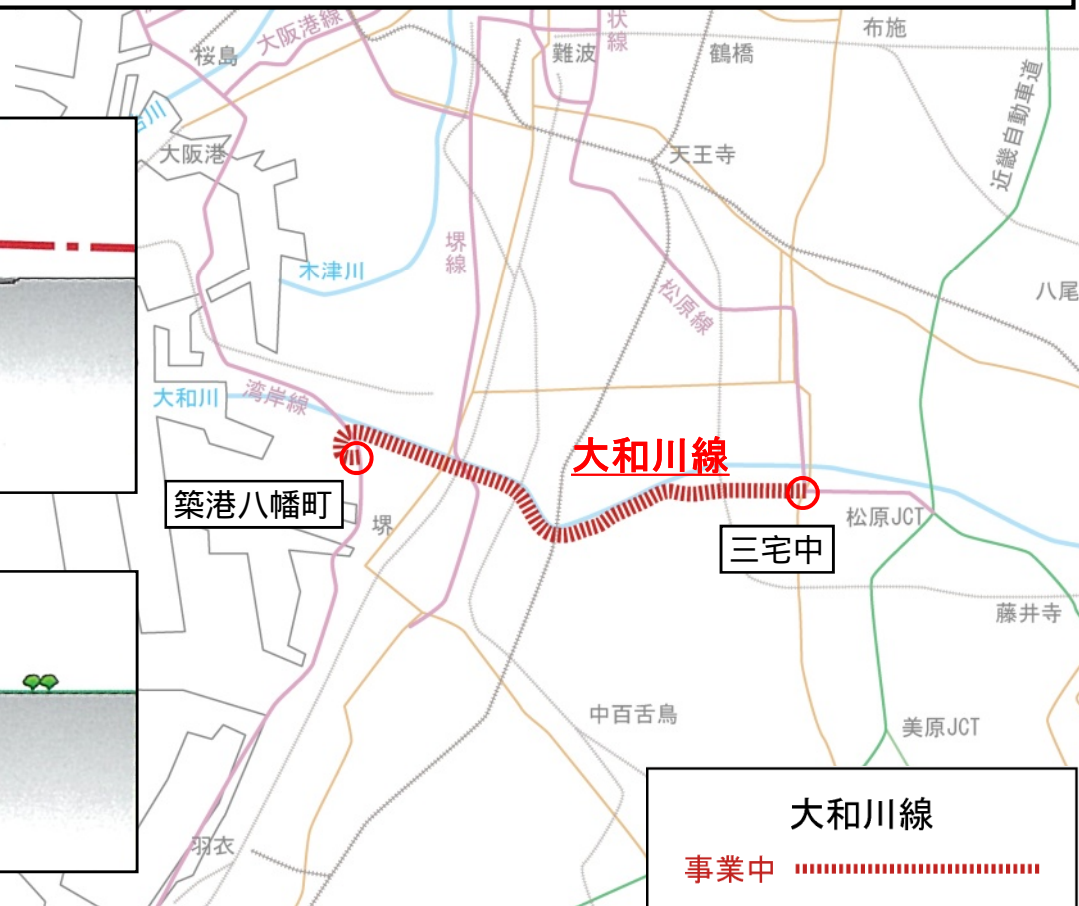 布施
状線
大阪港線
桜島
難波
鶴橋
近畿自動車道
川
大阪港
天王寺
堺線
木津川
松原線
八尾
大和川
湾岸線
大和川線
築港八幡町
堺
三宅中
松原JCT
藤井寺
中百舌鳥
美原JCT
羽衣
大和川線
事業中